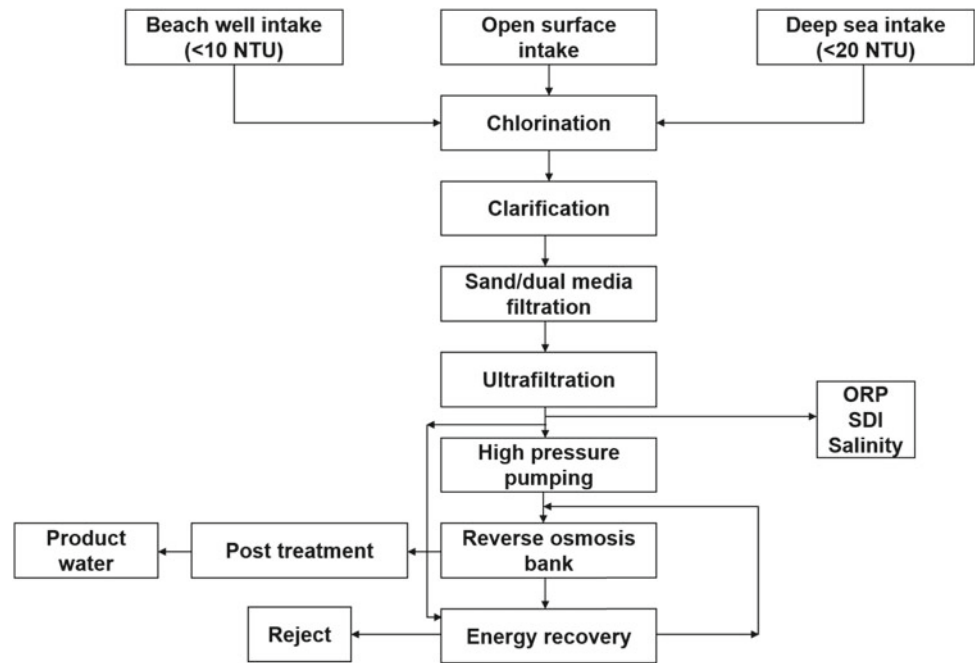 Beach well intake
(<10 NTU)
Open surface
intake
Deep sea intake
(<20 NTU)
Chlorination
Clarification
Sand/dual media
filtration
Ultrafiltration
ORP
SDI
Salinity
High pressure
pumping
Product
water
Post treatment
Reverse osmosis
bank
Reject
Energy recovery